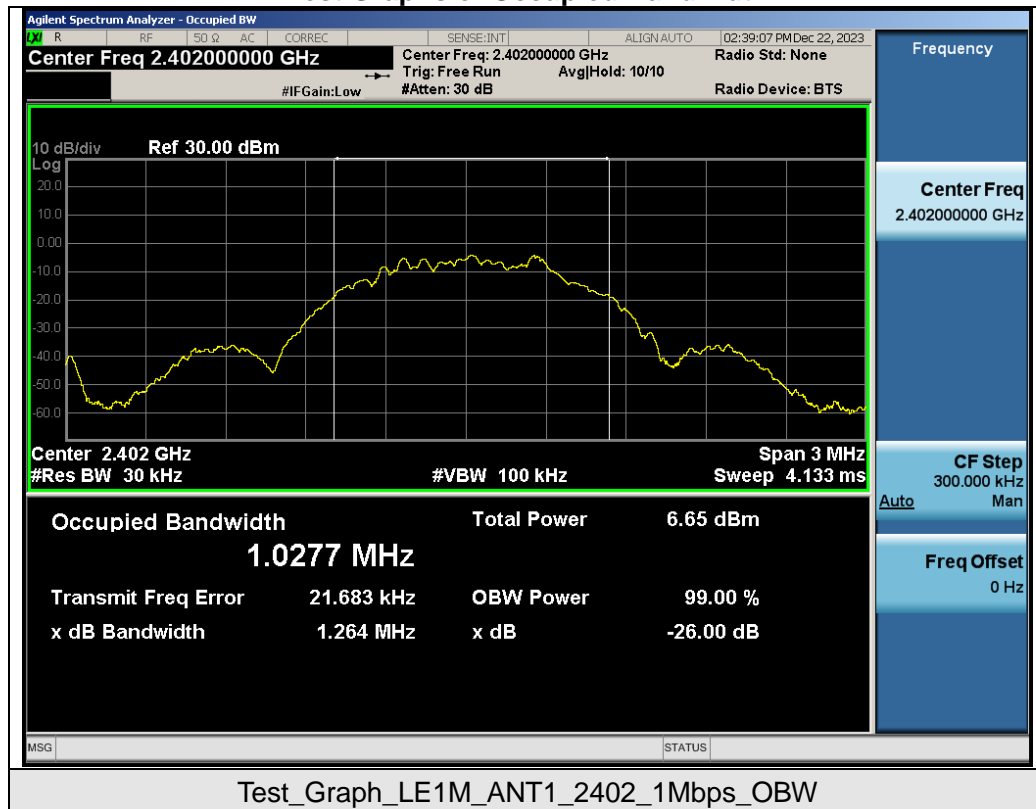 Agilent Spectrum Analyzer - Occupied BW
LXI R RF 50 Ω AC CORREC SENSE:INT ALIGN AUTO 02:39:07 PM Dec 22, 2023
Center Freq 2.402000000 GHz
Center Freq: 2.402000000 GHz
Radio Std: None
Trig: Free Run Avg|Hold: 10/10
#IFGain:Low
#Atten: 30 dB
Radio Device: BTS
Frequency
10 dB/div Ref 30.00 dBm
Log
20.0
10.0
0.00
-10.0
-20.0
-30.0
-40.0
-50.0
-60.0
Center 2.402 GHz Span 3 MHz
#Res BW 30 kHz #VBW 100 kHz Sweep 4.133 ms
Center Freq
2.402000000 GHz
CF Step
300.000 kHz
Auto Man
Freq Offset
0 Hz
Occupied Bandwidth Total Power 6.65 dBm
1.0277 MHz
Transmit Freq Error 21.683 kHz OBW Power 99.00 %
x dB Bandwidth 1.264 MHz x dB -26.00 dB
MSG STATUS
Test_Graph_LE1M_ANT1_2402_1Mbps_OBW